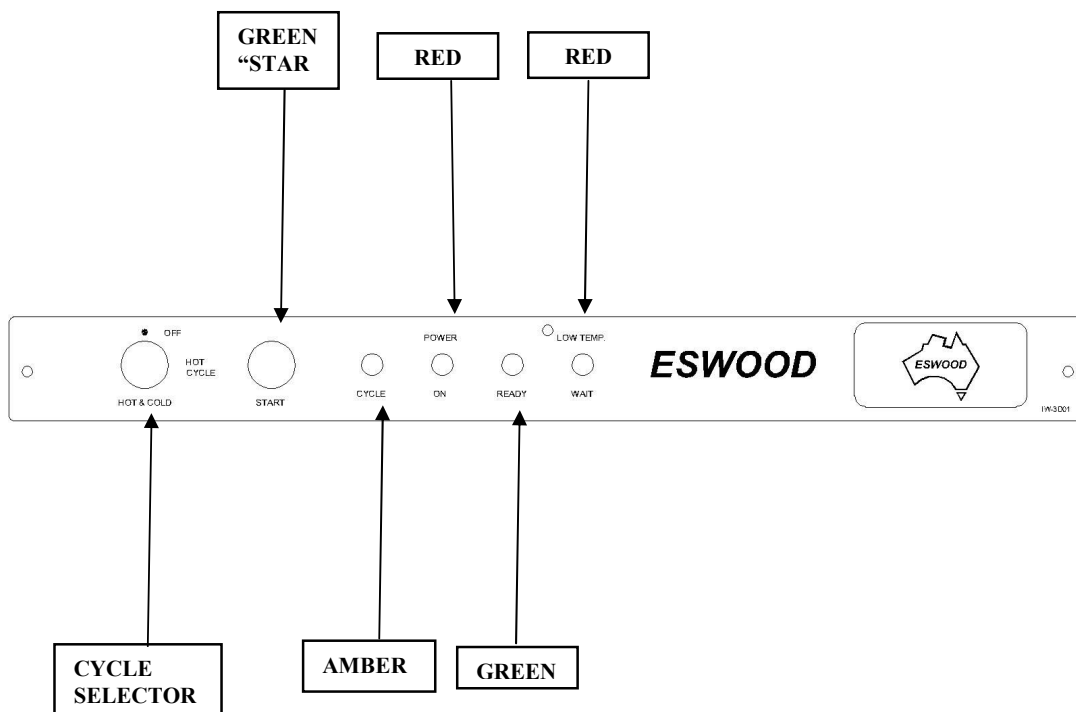 GREEN
“STAR
RED
RED
OFF
HOT
CYCLE
HOT & COLD
START
CYCLE
POWER
ON
READY
LOW TEMP.
WAIT
ESWOOD
ESWOOD
IW-3D01
CYCLE
SELECTOR
AMBER
GREEN